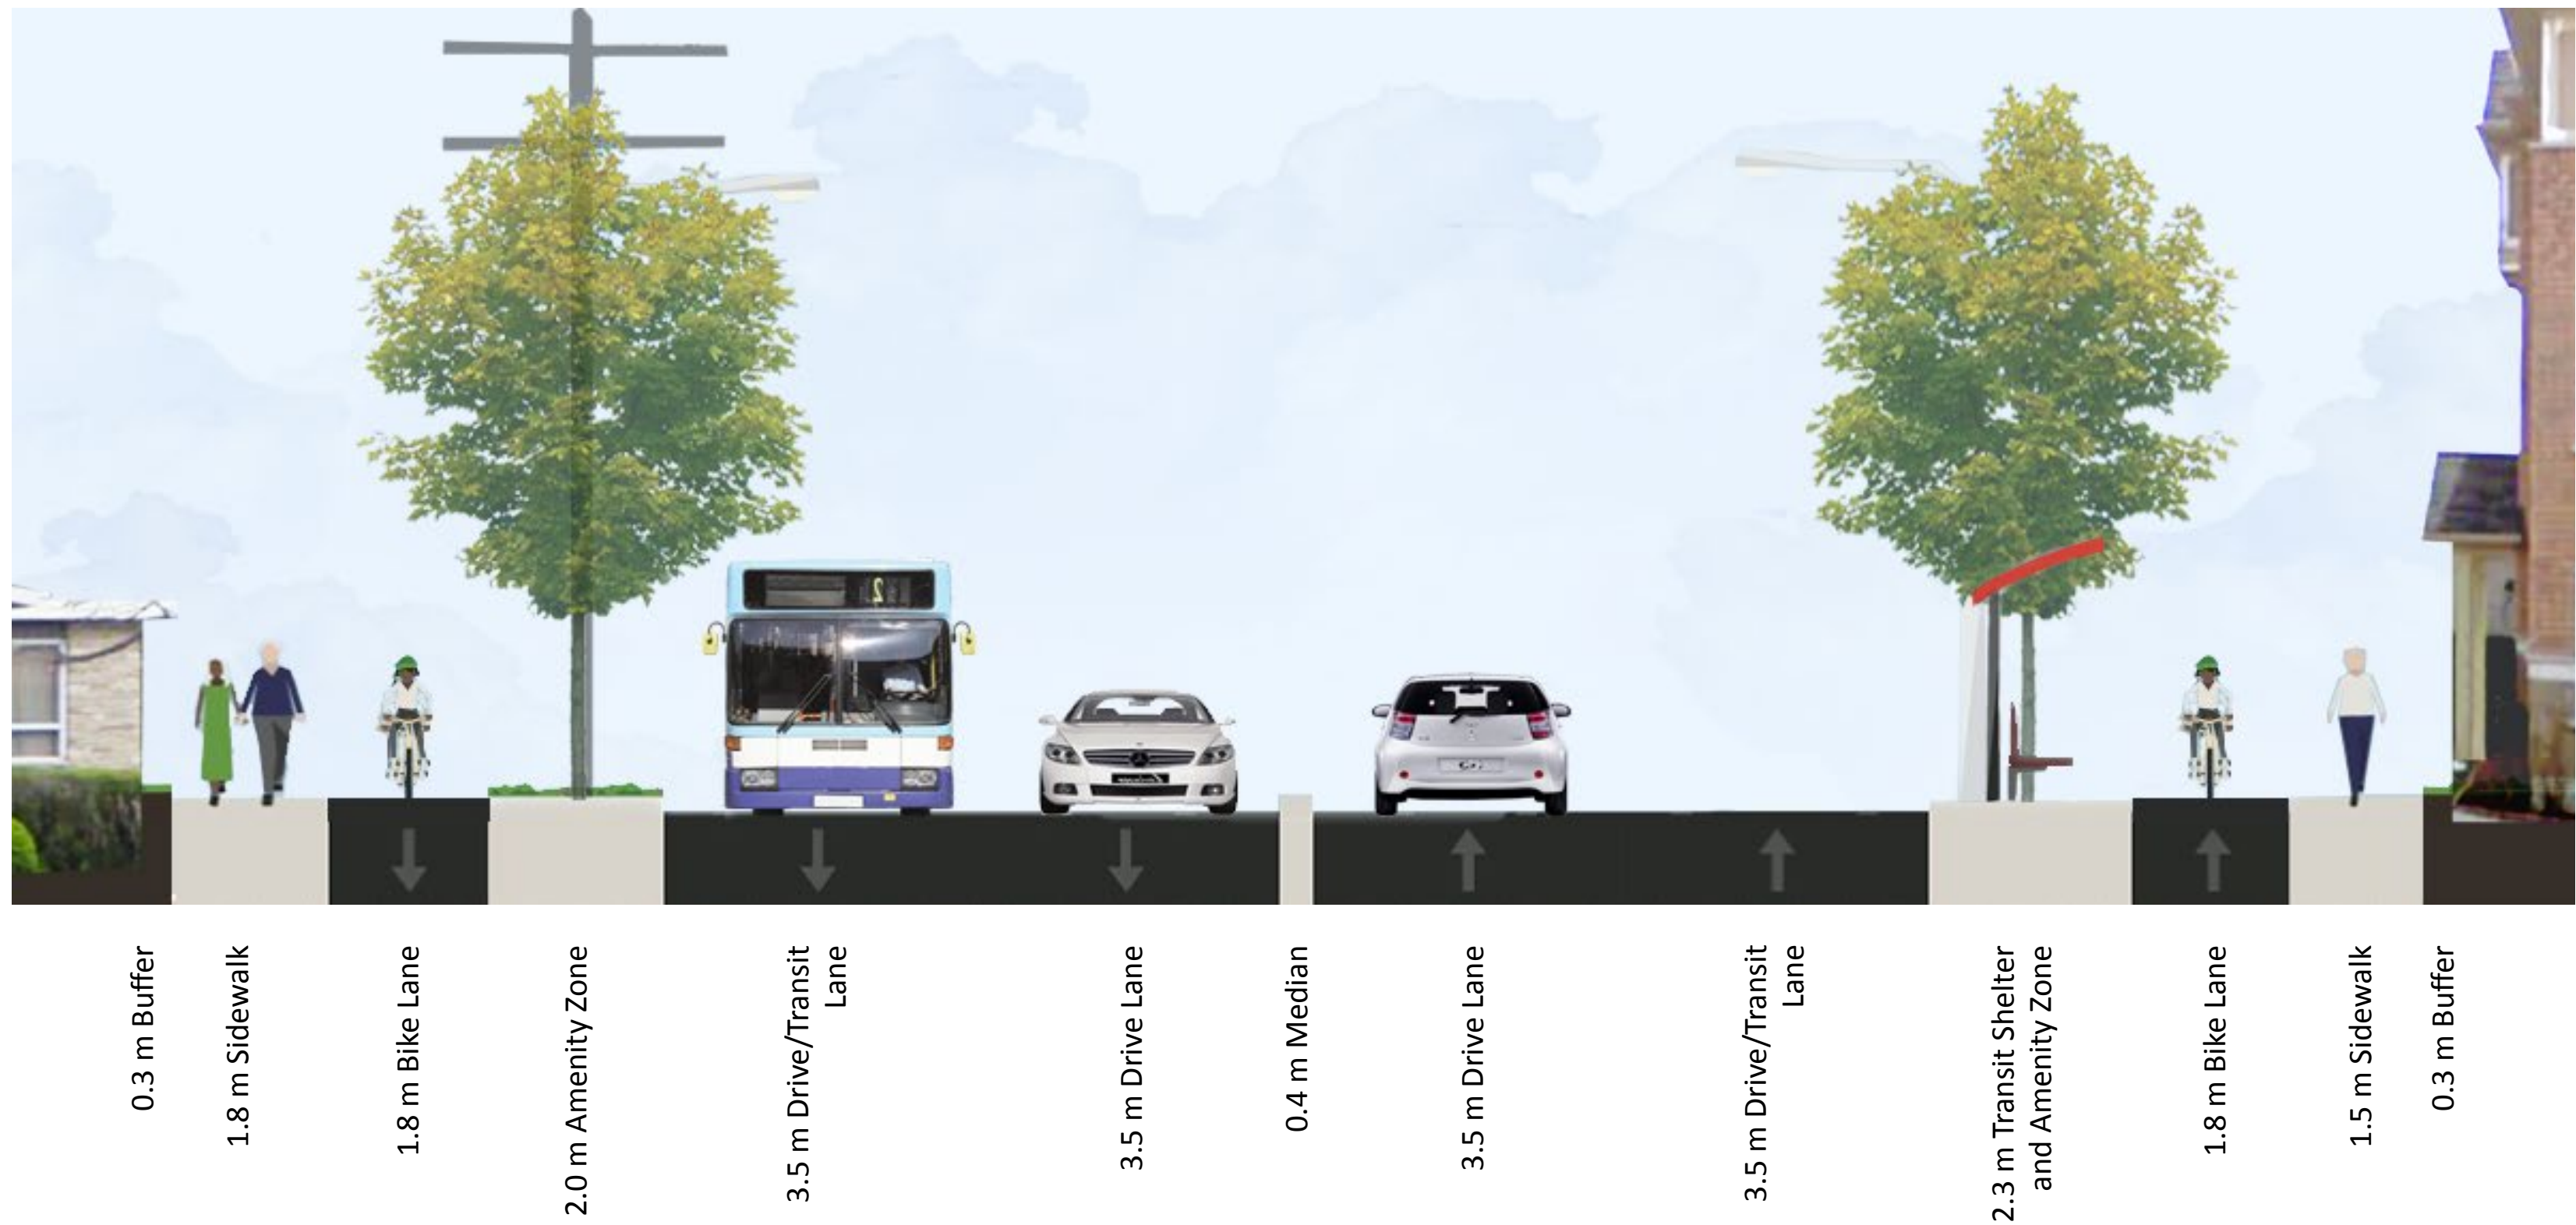 0.3 m Buffer
1.8 m Sidewalk
1.8 m Bike Lane
2.0 m Amenity Zone
3.5 m Drive/Transit
Lane
3.5 m Drive Lane
0.4 m Median
3.5 m Drive Lane
3.5 m Drive/Transit
Lane
2.3 m Transit Shelter
and Amenity Zone
1.8 m Bike Lane
1.5 m Sidewalk
0.3 m Buffer